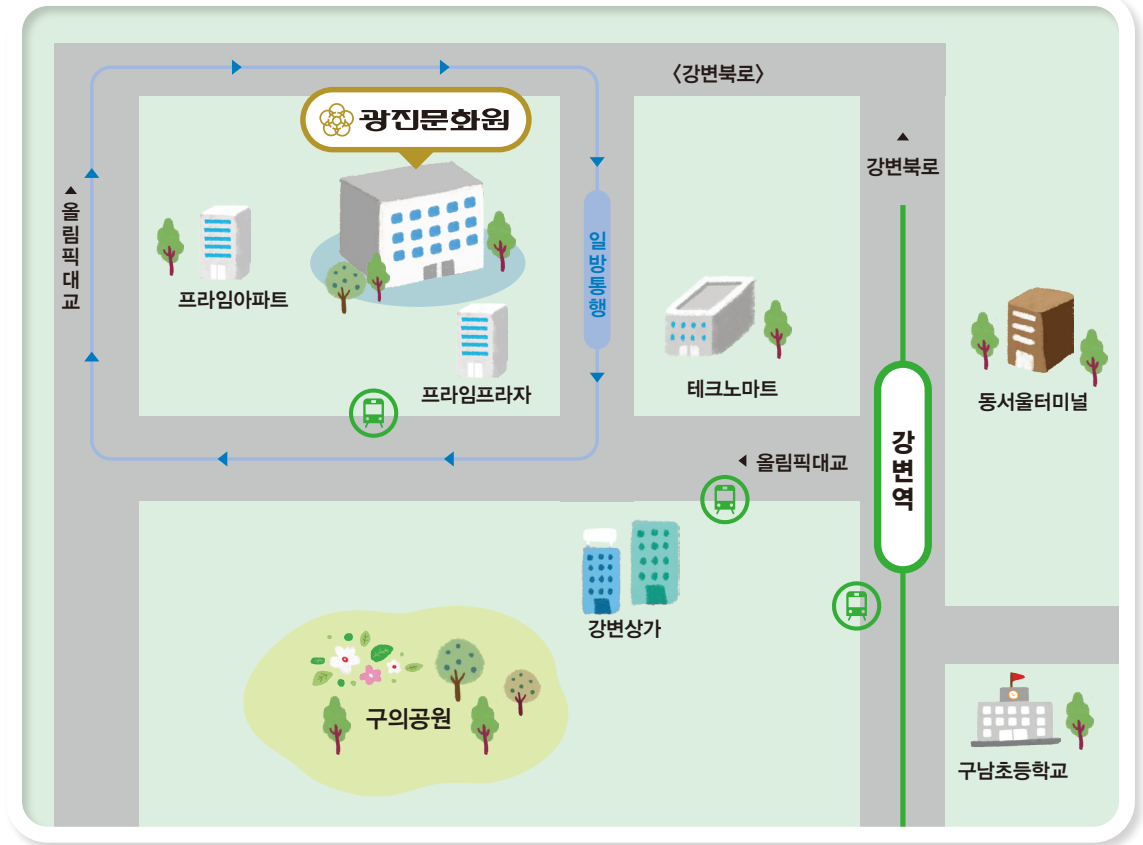 〈강변북로〉
광진문화원
▲ 강변북로
▲ 올림픽대교
일방통행
프라임아파트
프라임프라자
테크노마트
동서울터미널
◀ 올림픽대교
강변역
강변상가
구의공원
구남초등학교